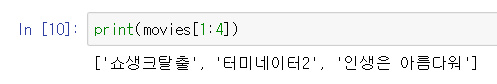 In [10]: print(movies[1:4])
['쇼생크탈출', '터미네이터2', '인생은 아름다워']